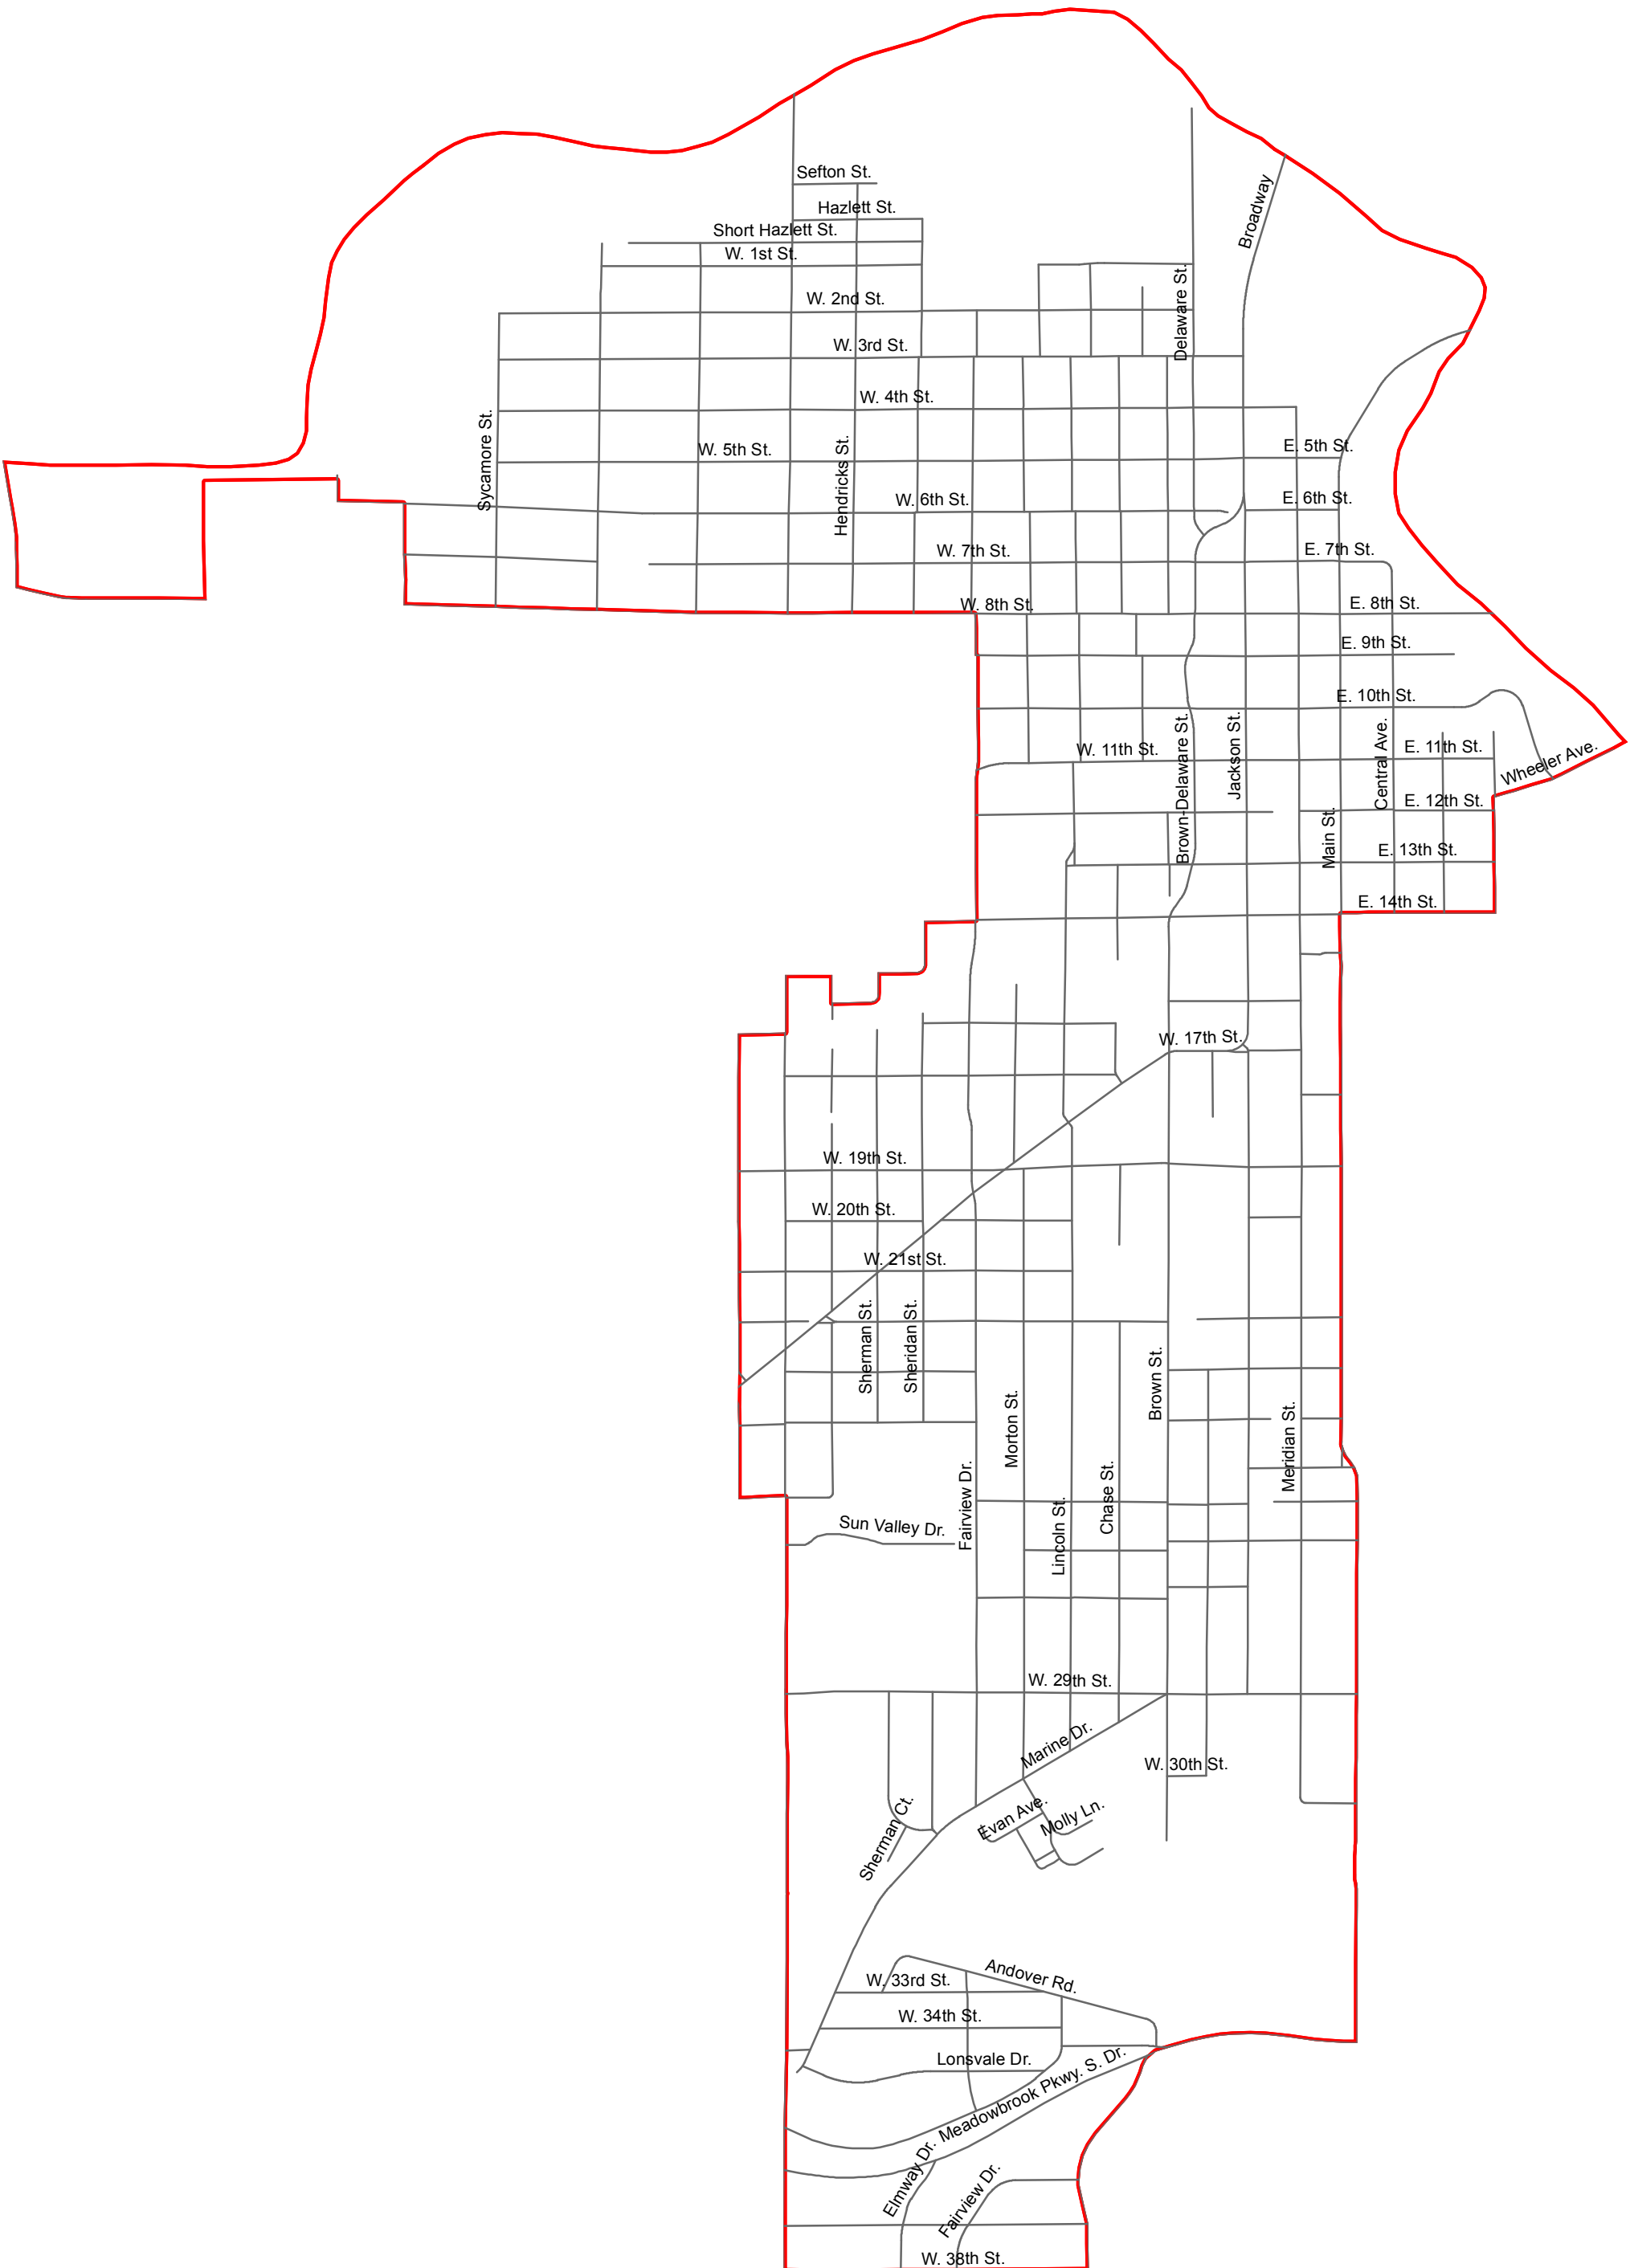 Sefton St.
Broadway
Hazlett St.
Short Hazlett St.
W. 1st St.
W. 2nd St.
Delaware St.
W. 3rd St.
W. 4th St.
Sycamore St.
W. 5th St.
Hendricks St.
E. 5th St.
W. 6th St.
E. 6th St.
W. 7th St.
E. 7th St.
W. 8th St.
E. 8th St.
E. 9th St.
E. 10th St.
W. 11th St.
Brown-Delaware St.
Jackson St.
Central Ave.
E. 11th St.
Wheeler Ave.
E. 12th St.
Main St.
E. 13th St.
E. 14th St.
W. 17th St.
W. 19th St.
W. 20th St.
W. 21st St.
Sherman St.
Sheridan St.
Brown St.
Morton St.
Meridian St.
Fairview Dr.
Chase St.
Lincoln St.
Sun Valley Dr.
W. 29th St.
Marine Dr.
W. 30th St.
Sherman Ct.
Evan Ave.
Molly Ln.
Andover Rd.
W. 33rd St.
W. 34th St.
Lonsvale Dr.
Meadowbrook Pkwy. S. Dr.
Elmway Dr.
Fairview Dr.
W. 38th St.